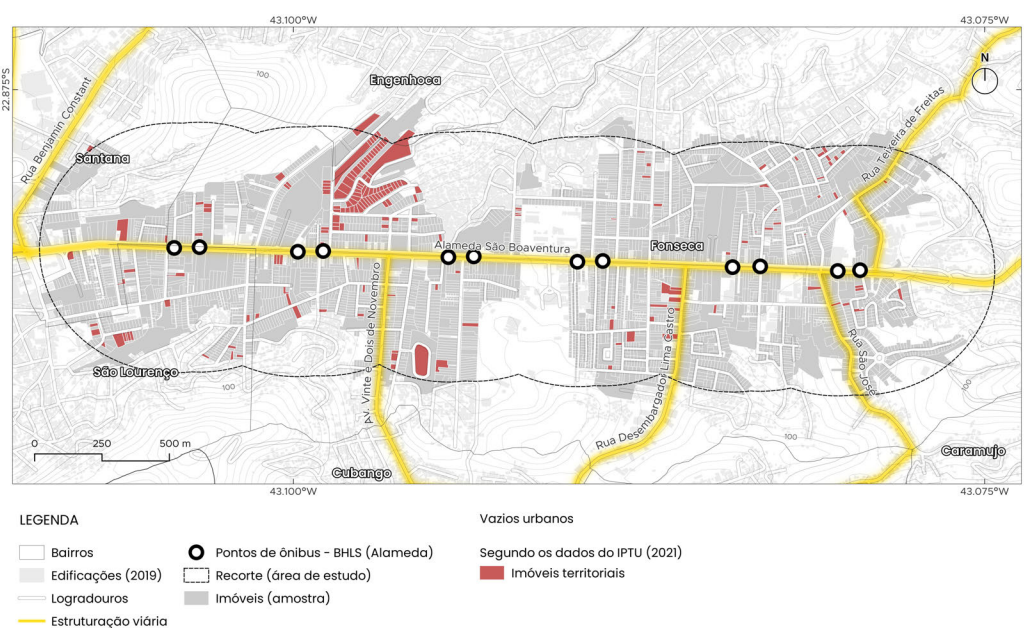 43.100°W
43.075°W
N
22.875°S
100
Engenhoca
Rua Benjamin Constant
Rua Teixeira de Freitas
Santana
Alameda São Boaventura
Fonseca
Av. Vinte e Dois de Novembro
Rua Desembargador Lima Castro
Rua São José
São Lourenço
100
100
100
0 250 500 m
Cubango
Caramujo
43.100°W
43.075°W
LEGENDA
Bairros
Edificações (2019)
Logradouros
Estruturação viária
Pontos de ônibus - BHLS (Alameda)
Recorte (área de estudo)
Imóveis (amostra)
Vazios urbanos
Segundo os dados do IPTU (2021)
Imóveis territoriais